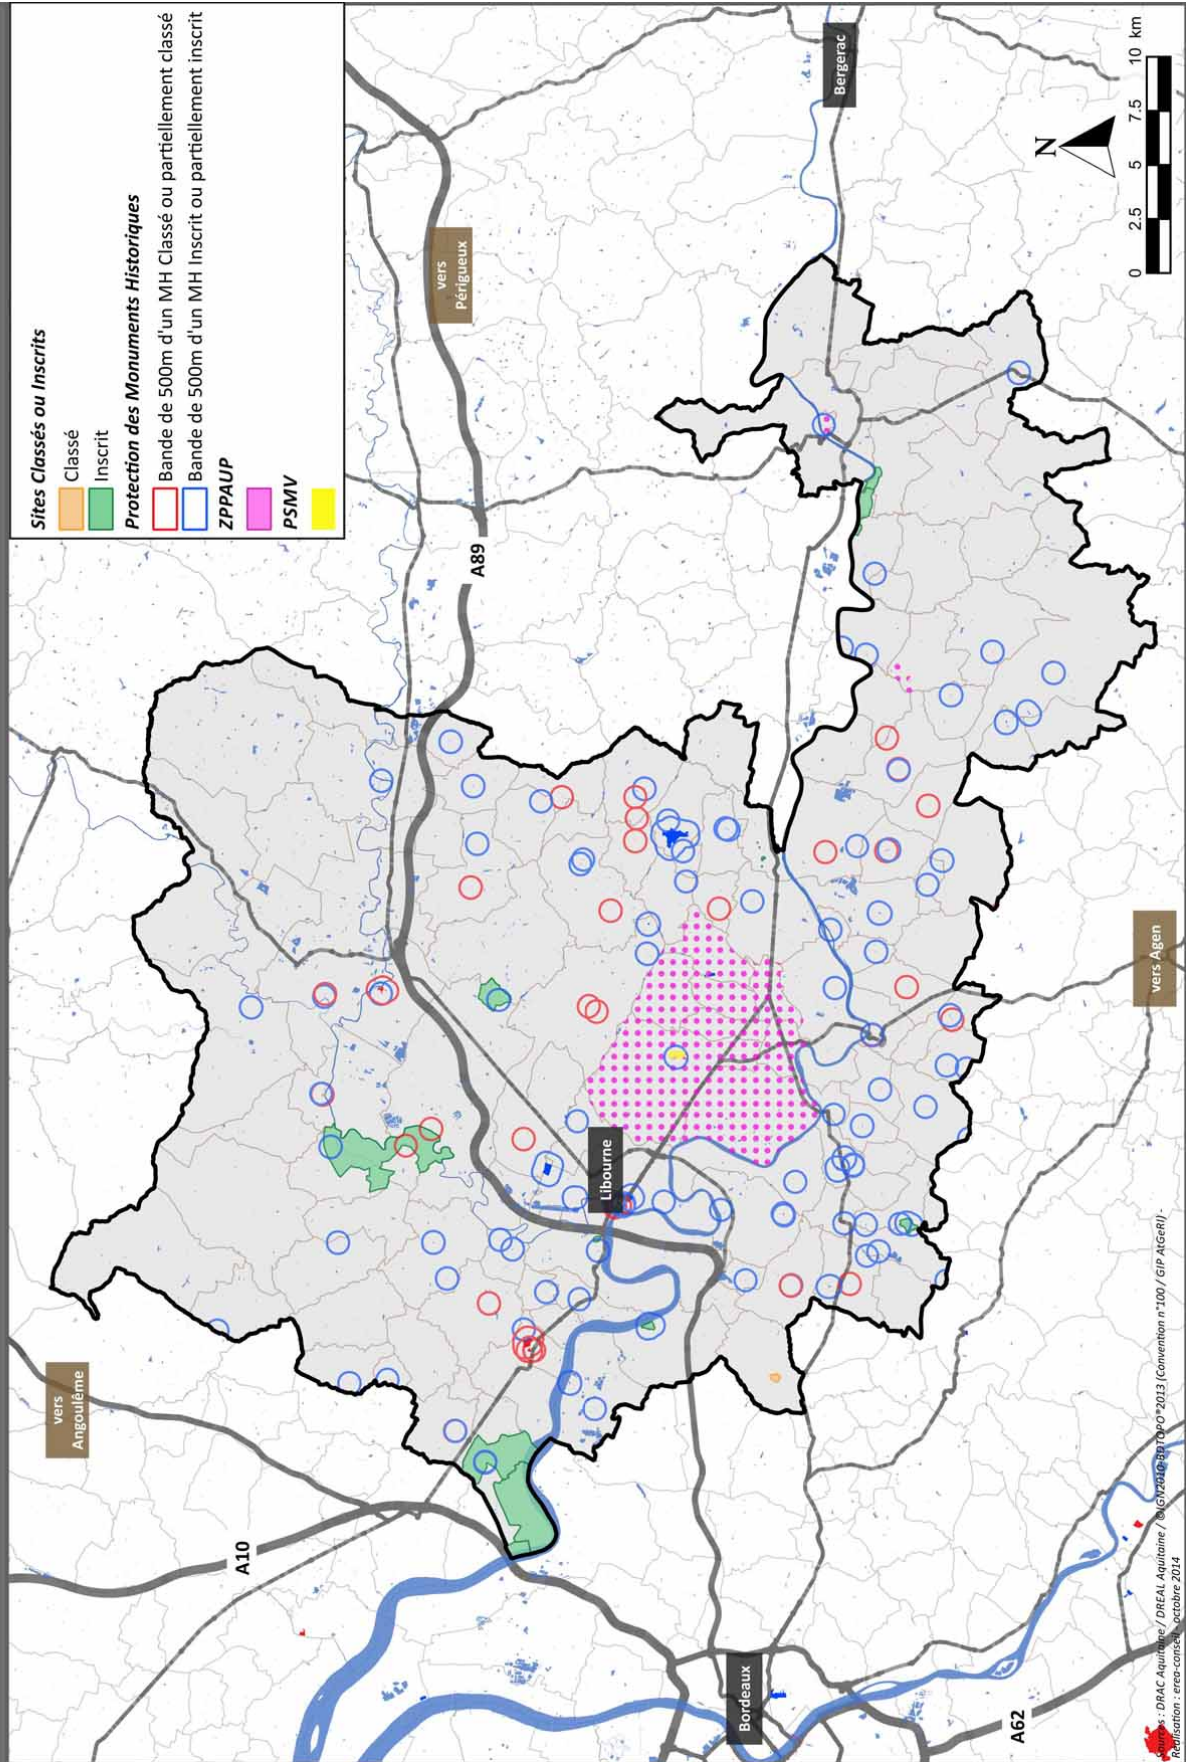 Sites Classés ou Inscrits
Classé
Inscrit
Protection des Monuments Historiques
Bande de 500m d'un MH Classé ou partiellement classé
Bande de 500m d'un MH Inscrit ou partiellement inscrit
ZPPAUP
PSMV
vers
Angoulême
A10
A89
vers
Périgueux
Libourne
Bordeaux
A62
vers Agen
Bergerac
N
0 2.5 5 7.5 10 km
Sources : DRAC Aquitaine / DREAL Aquitaine / ©IGN2010-BDTOPO®2013 (Convention n°100 / GIP AtGeRi) -
Réalisation : erea-conseil - octobre 2014